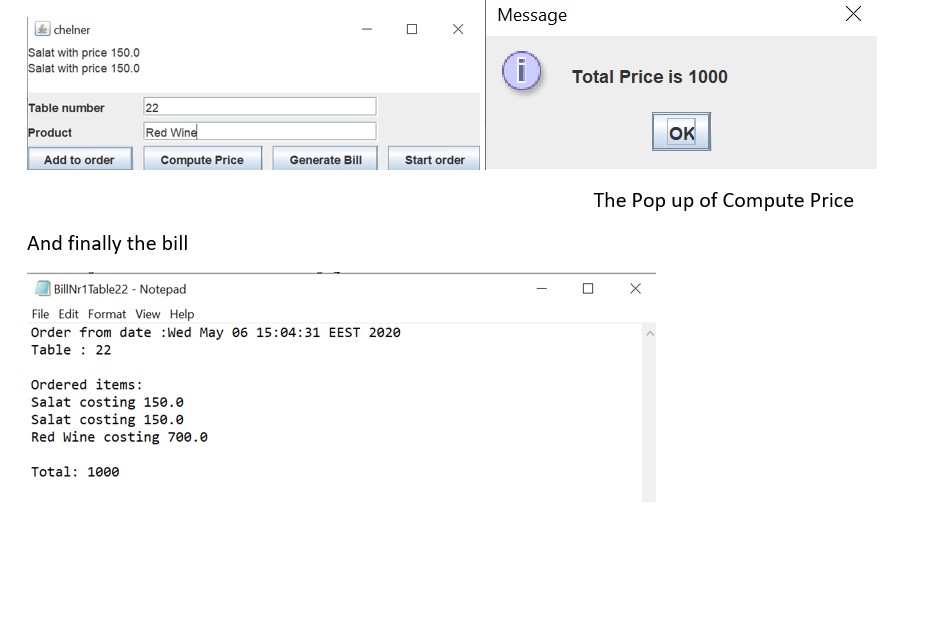 chelner
Salat with price 150.0
Salat with price 150.0
Table number 22
Product Red Wine
Add to order Compute Price Generate Bill Start order
Message
Total Price is 1000
OK
The Pop up of Compute Price
And finally the bill
BillNr1Table22 - Notepad
File Edit Format View Help
Order from date :Wed May 06 15:04:31 EEST 2020
Table : 22
Ordered items:
Salat costing 150.0
Salat costing 150.0
Red Wine costing 700.0
Total: 1000